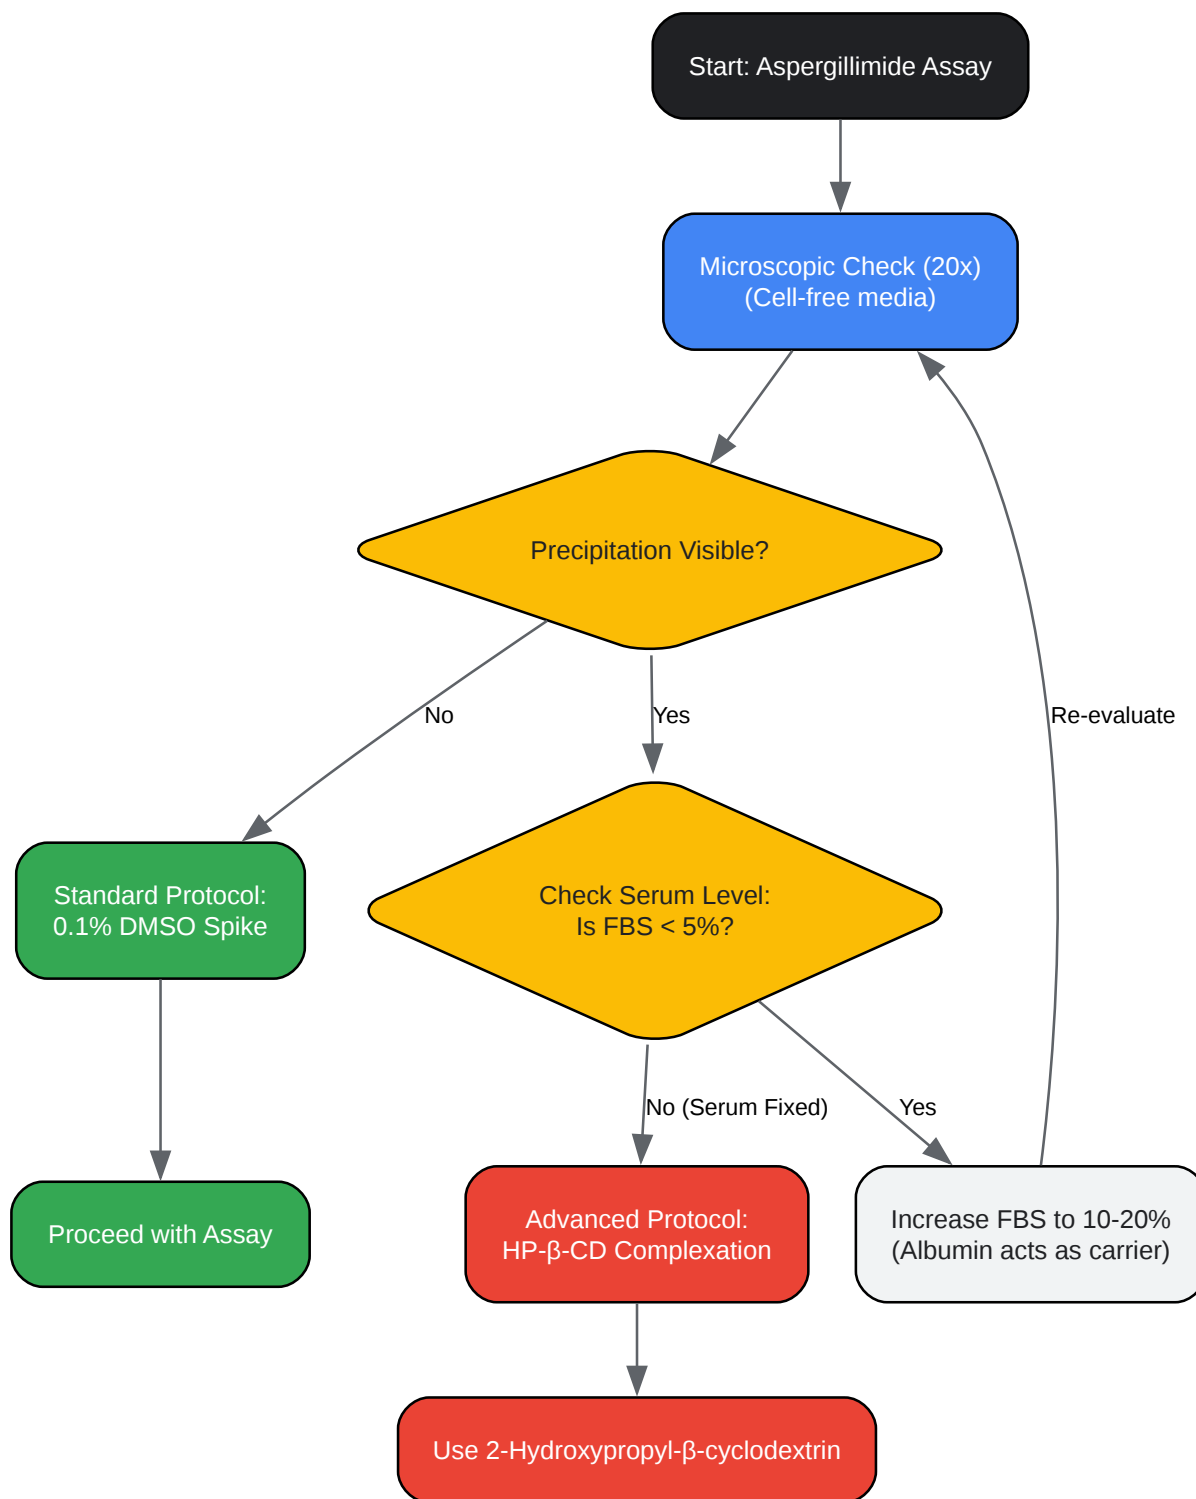 Start: Aspergillimide Assay
Microscopic Check (20x)
(Cell-free media)
Precipitation Visible?
No
Yes
Re-evaluate
Standard Protocol:
0.1% DMSO Spike
Check Serum Level:
Is FBS < 5%?
No (Serum Fixed)
Yes
Proceed with Assay
Advanced Protocol:
HP-β-CD Complexation
Increase FBS to 10-20%
(Albumin acts as carrier)
Use 2-Hydroxypropyl-β-cyclodextrin